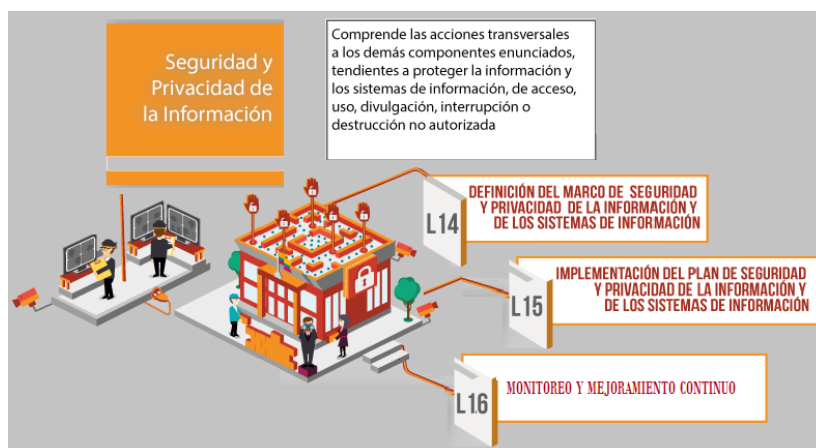 Seguridad y
Privacidad de
la Información
Comprende las acciones transversales
a los demás componentes enunciados,
tendientes a proteger la información y
los sistemas de información, de acceso,
uso, divulgación, interrupción o
destrucción no autorizada
L14
DEFINICIÓN DEL MARCO DE SEGURIDAD
Y PRIVACIDAD DE LA INFORMACIÓN Y
DE LOS SISTEMAS DE INFORMACIÓN
L15
IMPLEMENTACIÓN DEL PLAN DE SEGURIDAD
Y PRIVACIDAD DE LA INFORMACIÓN Y
DE LOS SISTEMAS DE INFORMACIÓN
L1.6
MONITOREO Y MEJORAMIENTO CONTINUO